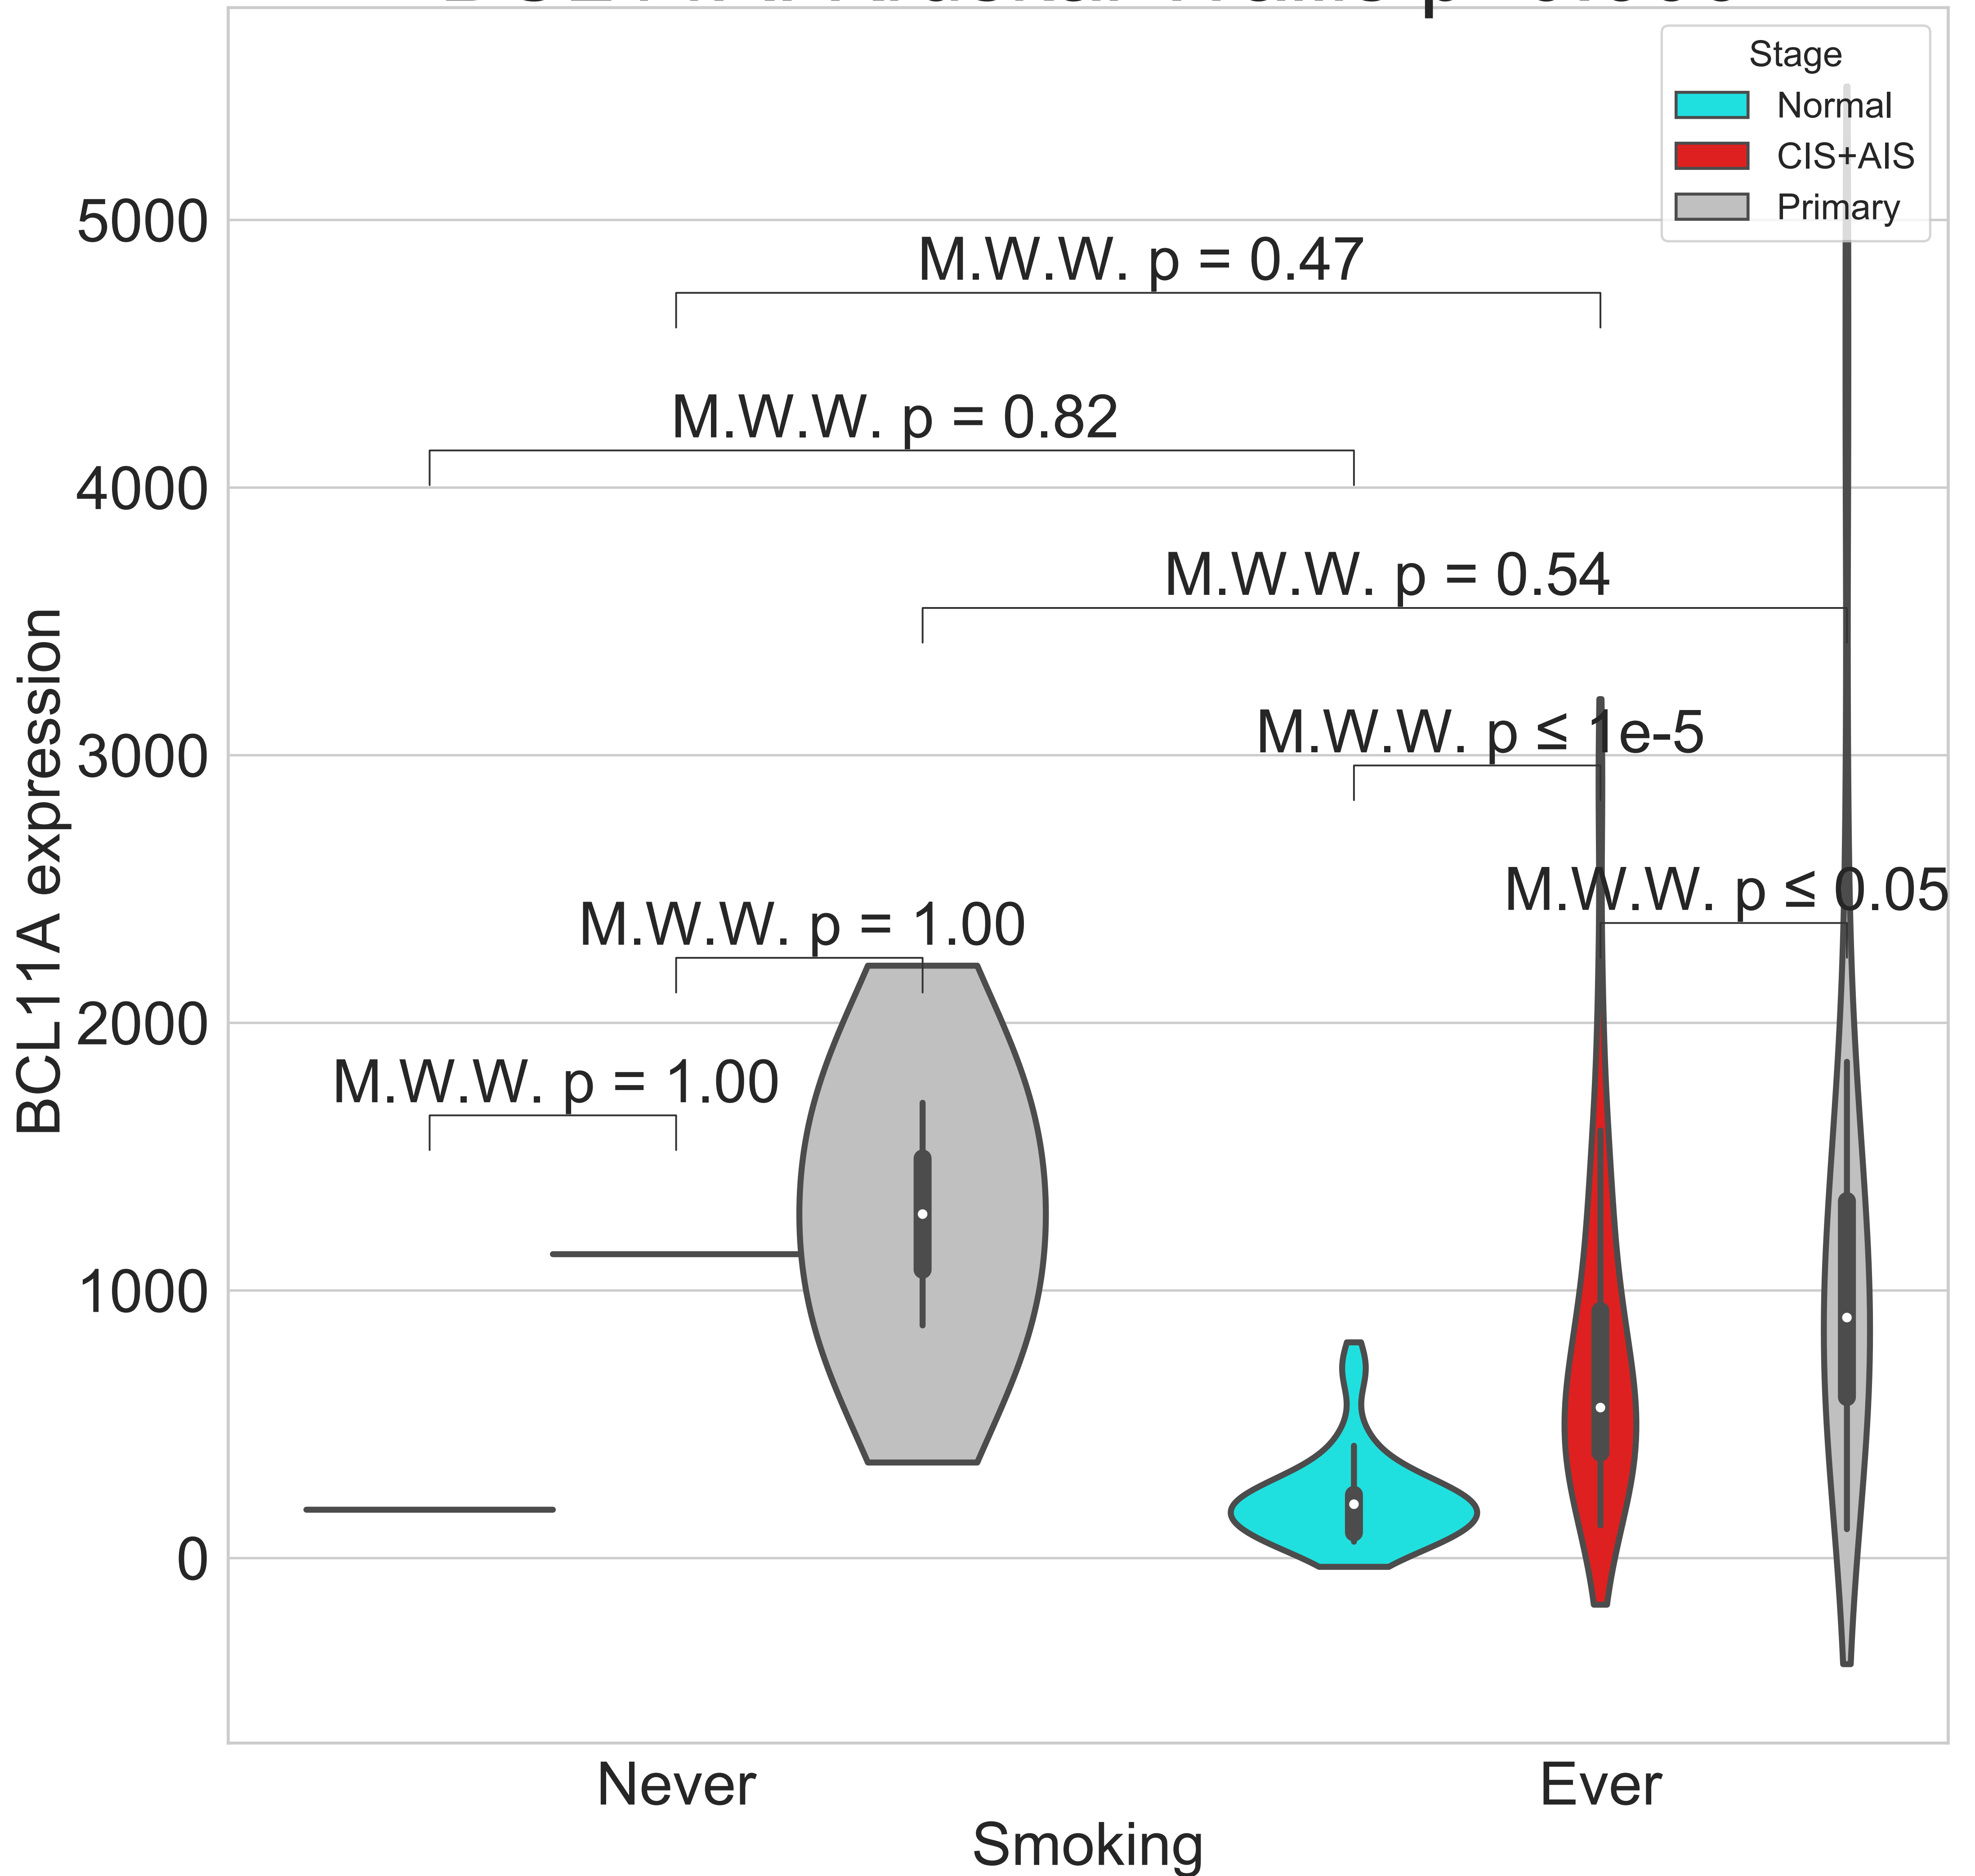 Stage
Normal
CIS+AIS
Primary
5000
M.W.W. p = 0.47
M.W.W. p = 0.82
4000
M.W.W. p = 0.54
3000
M.W.W. p ≤ 1e-5
M.W.W. p ≤ 0.05
M.W.W. p = 1.00
2000
M.W.W. p = 1.00
1000
0
BCL11A expression
Never
Ever
Smoking